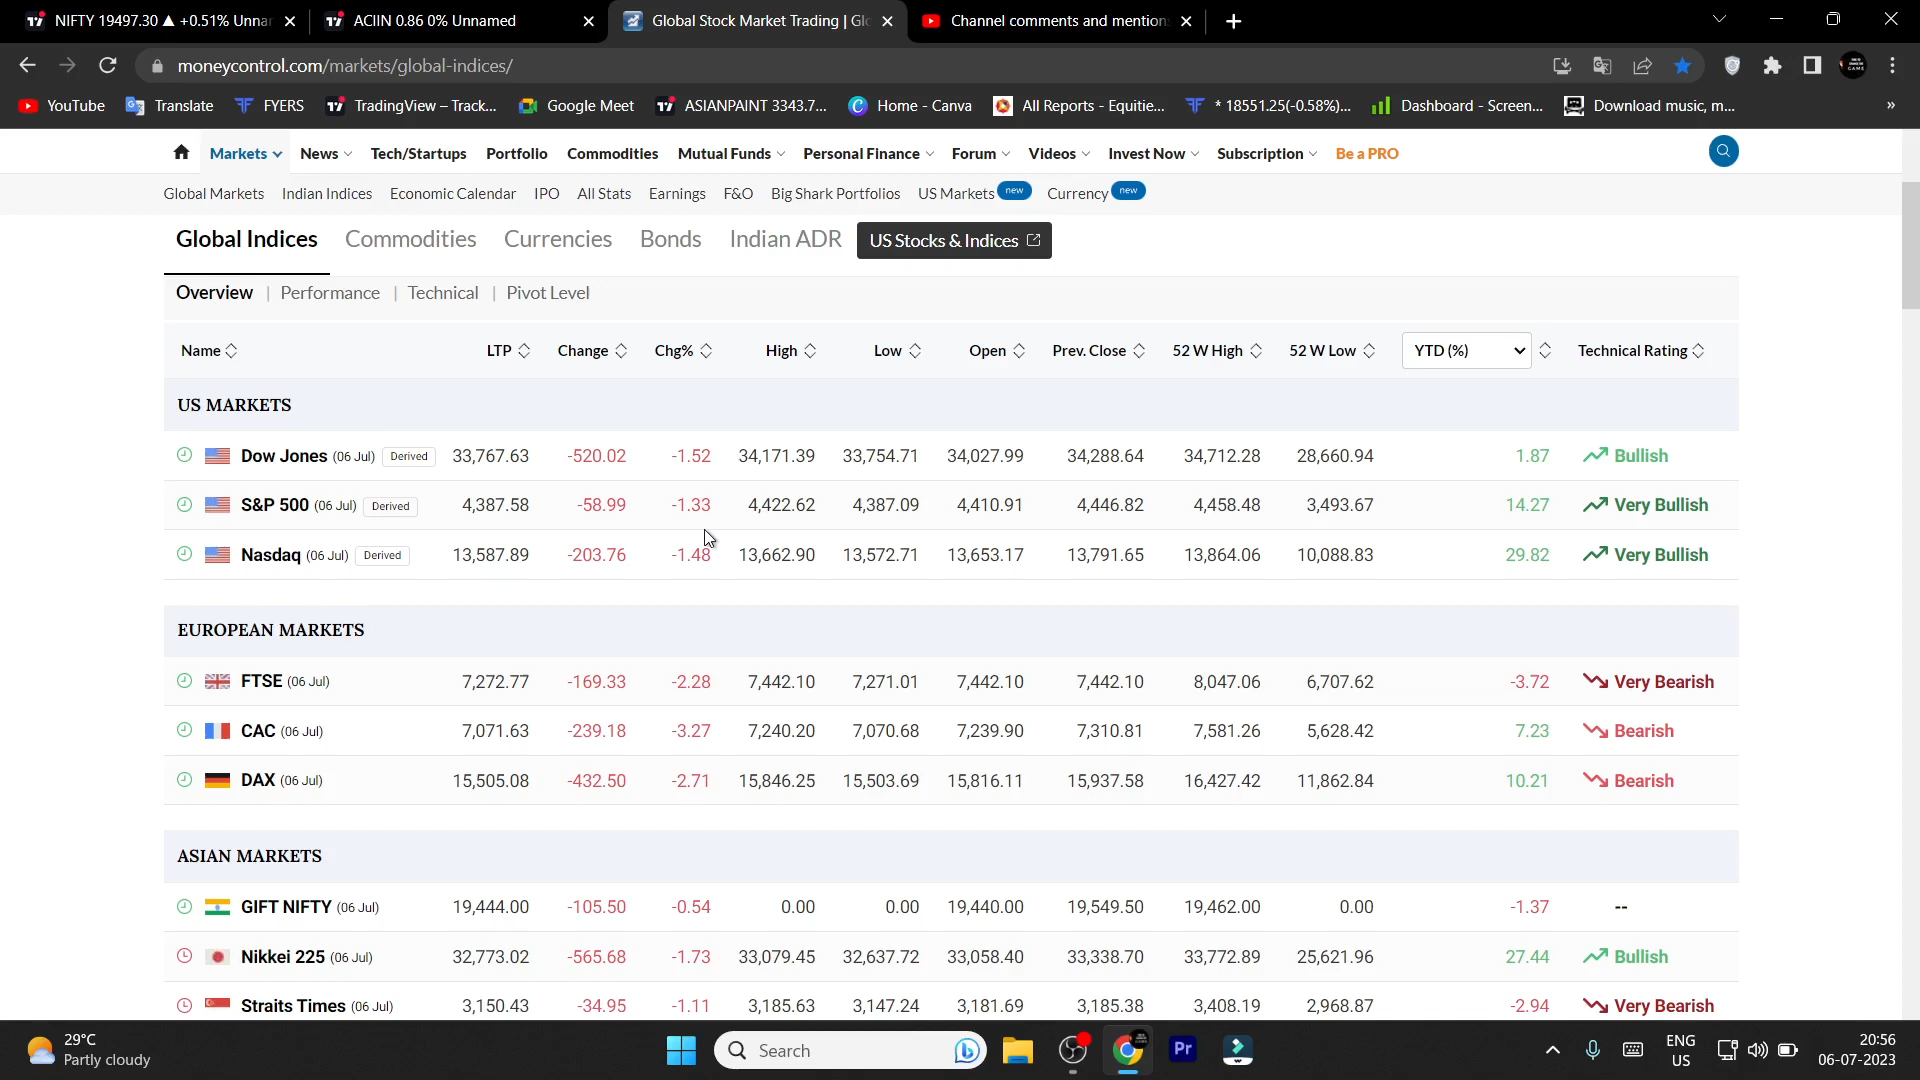 NIFTY 19497.30 ▲ +0.51% Unnar
ACIIN 0.86 0% Unnamed
Global Stock Market Trading | Glo
Channel comments and mention
moneycontrol.com/markets/global-indices/
YouTube Translate FYERS TradingView – Track... Google Meet ASIANPAINT 3343.7... Home - Canva All Reports - Equitie... * 18551.25(-0.58%)... Dashboard - Screen... Download music, m... »
Markets News Tech/Startups Portfolio Commodities Mutual Funds Personal Finance Forum Videos Invest Now Subscription Be a PRO
Global Markets Indian Indices Economic Calendar IPO All Stats Earnings F&O Big Shark Portfolios US Markets new Currency new
Global Indices Commodities Currencies Bonds Indian ADR US Stocks & Indices
Overview | Performance | Technical | Pivot Level
Name LTP Change Chg% High Low Open Prev. Close 52 W High 52 W Low YTD (%) Technical Rating
US MARKETS
Dow Jones (06 Jul) Derived 33,767.63 -520.02 -1.52 34,171.39 33,754.71 34,027.99 34,288.64 34,712.28 28,660.94 1.87 Bullish
S&P 500 (06 Jul) Derived 4,387.58 -58.99 -1.33 4,422.62 4,387.09 4,410.91 4,446.82 4,458.48 3,493.67 14.27 Very Bullish
Nasdaq (06 Jul) Derived 13,587.89 -203.76 -1.48 13,662.90 13,572.71 13,653.17 13,791.65 13,864.06 10,088.83 29.82 Very Bullish
EUROPEAN MARKETS
FTSE (06 Jul) 7,272.77 -169.33 -2.28 7,442.10 7,271.01 7,442.10 7,442.10 8,047.06 6,707.62 -3.72 Very Bearish
CAC (06 Jul) 7,071.63 -239.18 -3.27 7,240.20 7,070.68 7,239.90 7,310.81 7,581.26 5,628.42 7.23 Bearish
DAX (06 Jul) 15,505.08 -432.50 -2.71 15,846.25 15,503.69 15,816.11 15,937.58 16,427.42 11,862.84 10.21 Bearish
ASIAN MARKETS
GIFT NIFTY (06 Jul) 19,444.00 -105.50 -0.54 0.00 0.00 19,440.00 19,549.50 19,462.00 0.00 -1.37 --
Nikkei 225 (06 Jul) 32,773.02 -565.68 -1.73 33,079.45 32,637.72 33,058.40 33,338.70 33,772.89 25,621.96 27.44 Bullish
Straits Times (06 Jul) 3,150.43 -34.95 -1.11 3,185.63 3,147.24 3,181.69 3,185.38 3,408.19 2,968.87 -2.94 Very Bearish
29°C
Partly cloudy
Search
Pr
ENG
US
20:56
06-07-2023